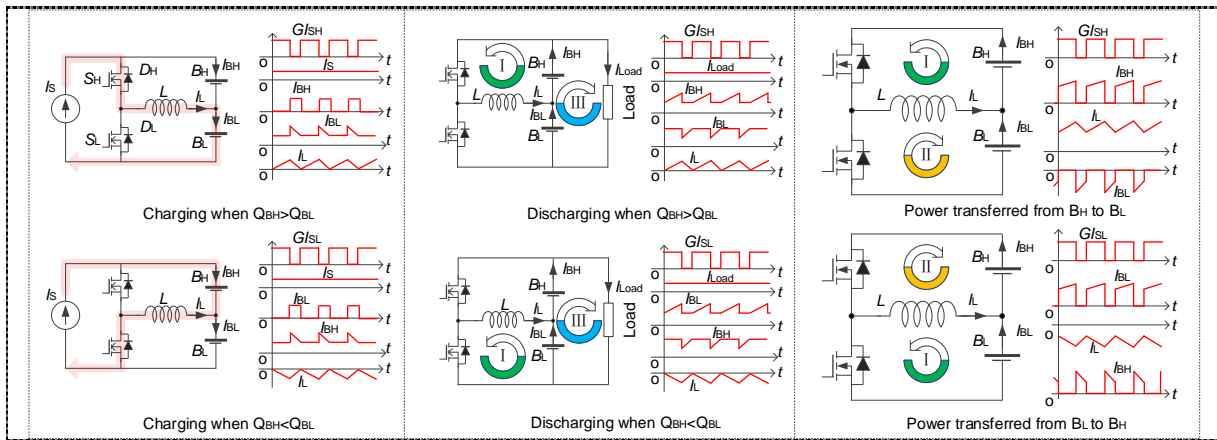 GISH
t
IS
t
IBH
t
IBL
t
IL
t
O
O
O
O
O
IS
SH
DH
L
IL
BH
IBH
IBL
SL
DL
BL
Charging when QBH>QBL
GISH
t
ILoad
t
IBH
t
IBL
t
IL
t
O
O
O
O
O
I
III
BH
IBH
ILoad
L
IL
IBL
BL
Load
Discharging when QBH>QBL
GISH
t
IBH
t
IL
t
IBL
t
O
O
O
O
I
II
L
IL
BH
IBH
IBL
BL
Power transferred from BH to BL
GISL
t
IS
t
IBL
t
IBH
t
IL
t
O
O
O
O
O
IS
L
IL
BH
IBH
IBL
BL
Charging when QBH<QBL
GISL
t
ILoad
t
IBL
t
IBH
t
IL
t
O
O
O
O
O
I
III
BH
IBH
ILoad
L
IL
IBL
BL
Load
Discharging when QBH<QBL
GISL
t
IBL
t
IL
t
IBH
t
O
O
O
O
II
I
L
IL
BH
IBH
IBL
BL
Power transferred from BL to BH